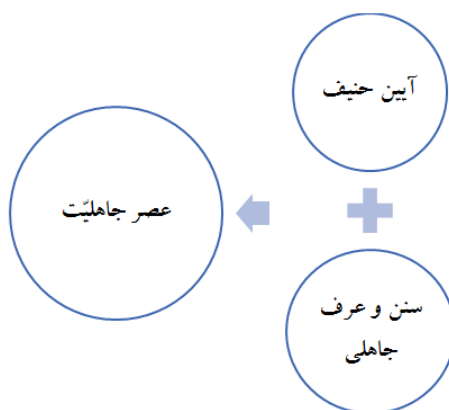 آیین حنیف
عصر جاهلیّت
سنن و عرف
جاهلی